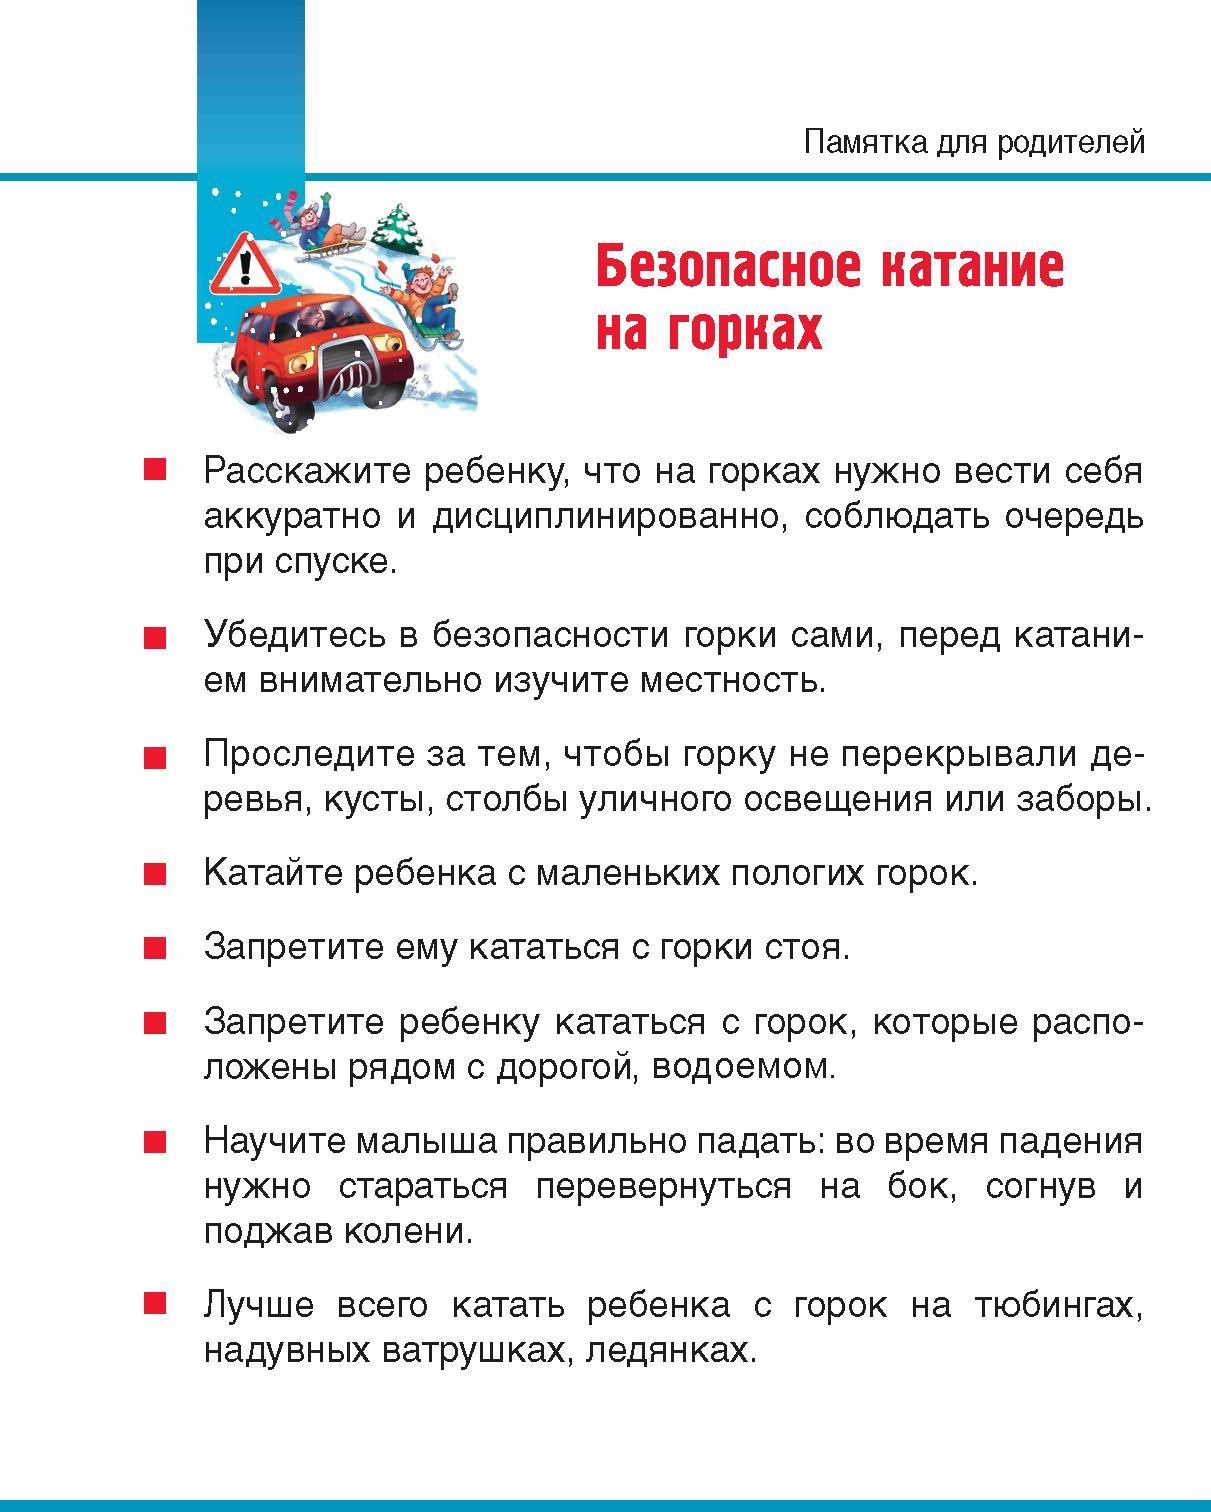 Памятка для родителей
Безопасное катание
на горках
Расскажите ребенку, что на горках нужно вести себя
аккуратно и дисциплинированно, соблюдать очередь
при спуске.
Убедитесь в безопасности горки сами, перед катани-
ем внимательно изучите местность.
Проследите за тем, чтобы горку не перекрывали де-
ревья, кусты, столбы уличного освещения или заборы.
Катайте ребенка с маленьких пологих горок.
Запретите ему кататься с горки стоя.
Запретите ребенку кататься с горок, которые распо-
ложены рядом с дорогой, водоемом.
Научите малыша правильно падать: во время падения
нужно стараться перевернуться на бок, согнув и
поджав колени.
Лучше всего катать ребенка с горок на тюбингах,
надувных ватрушках, ледянках.